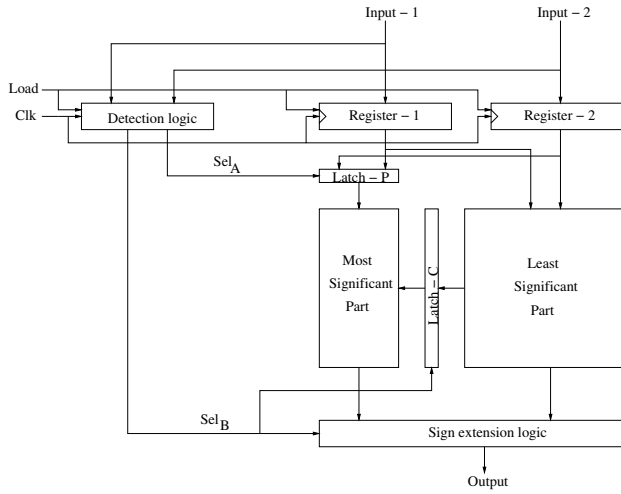 Input − 1
Input − 2
Load
Clk
Detection logic
Register − 1
Register − 2
Sel A
Latch − P
Most
Significant
Part
Latch − C
Least
Significant
Part
Sel B
Sign extension logic
Output